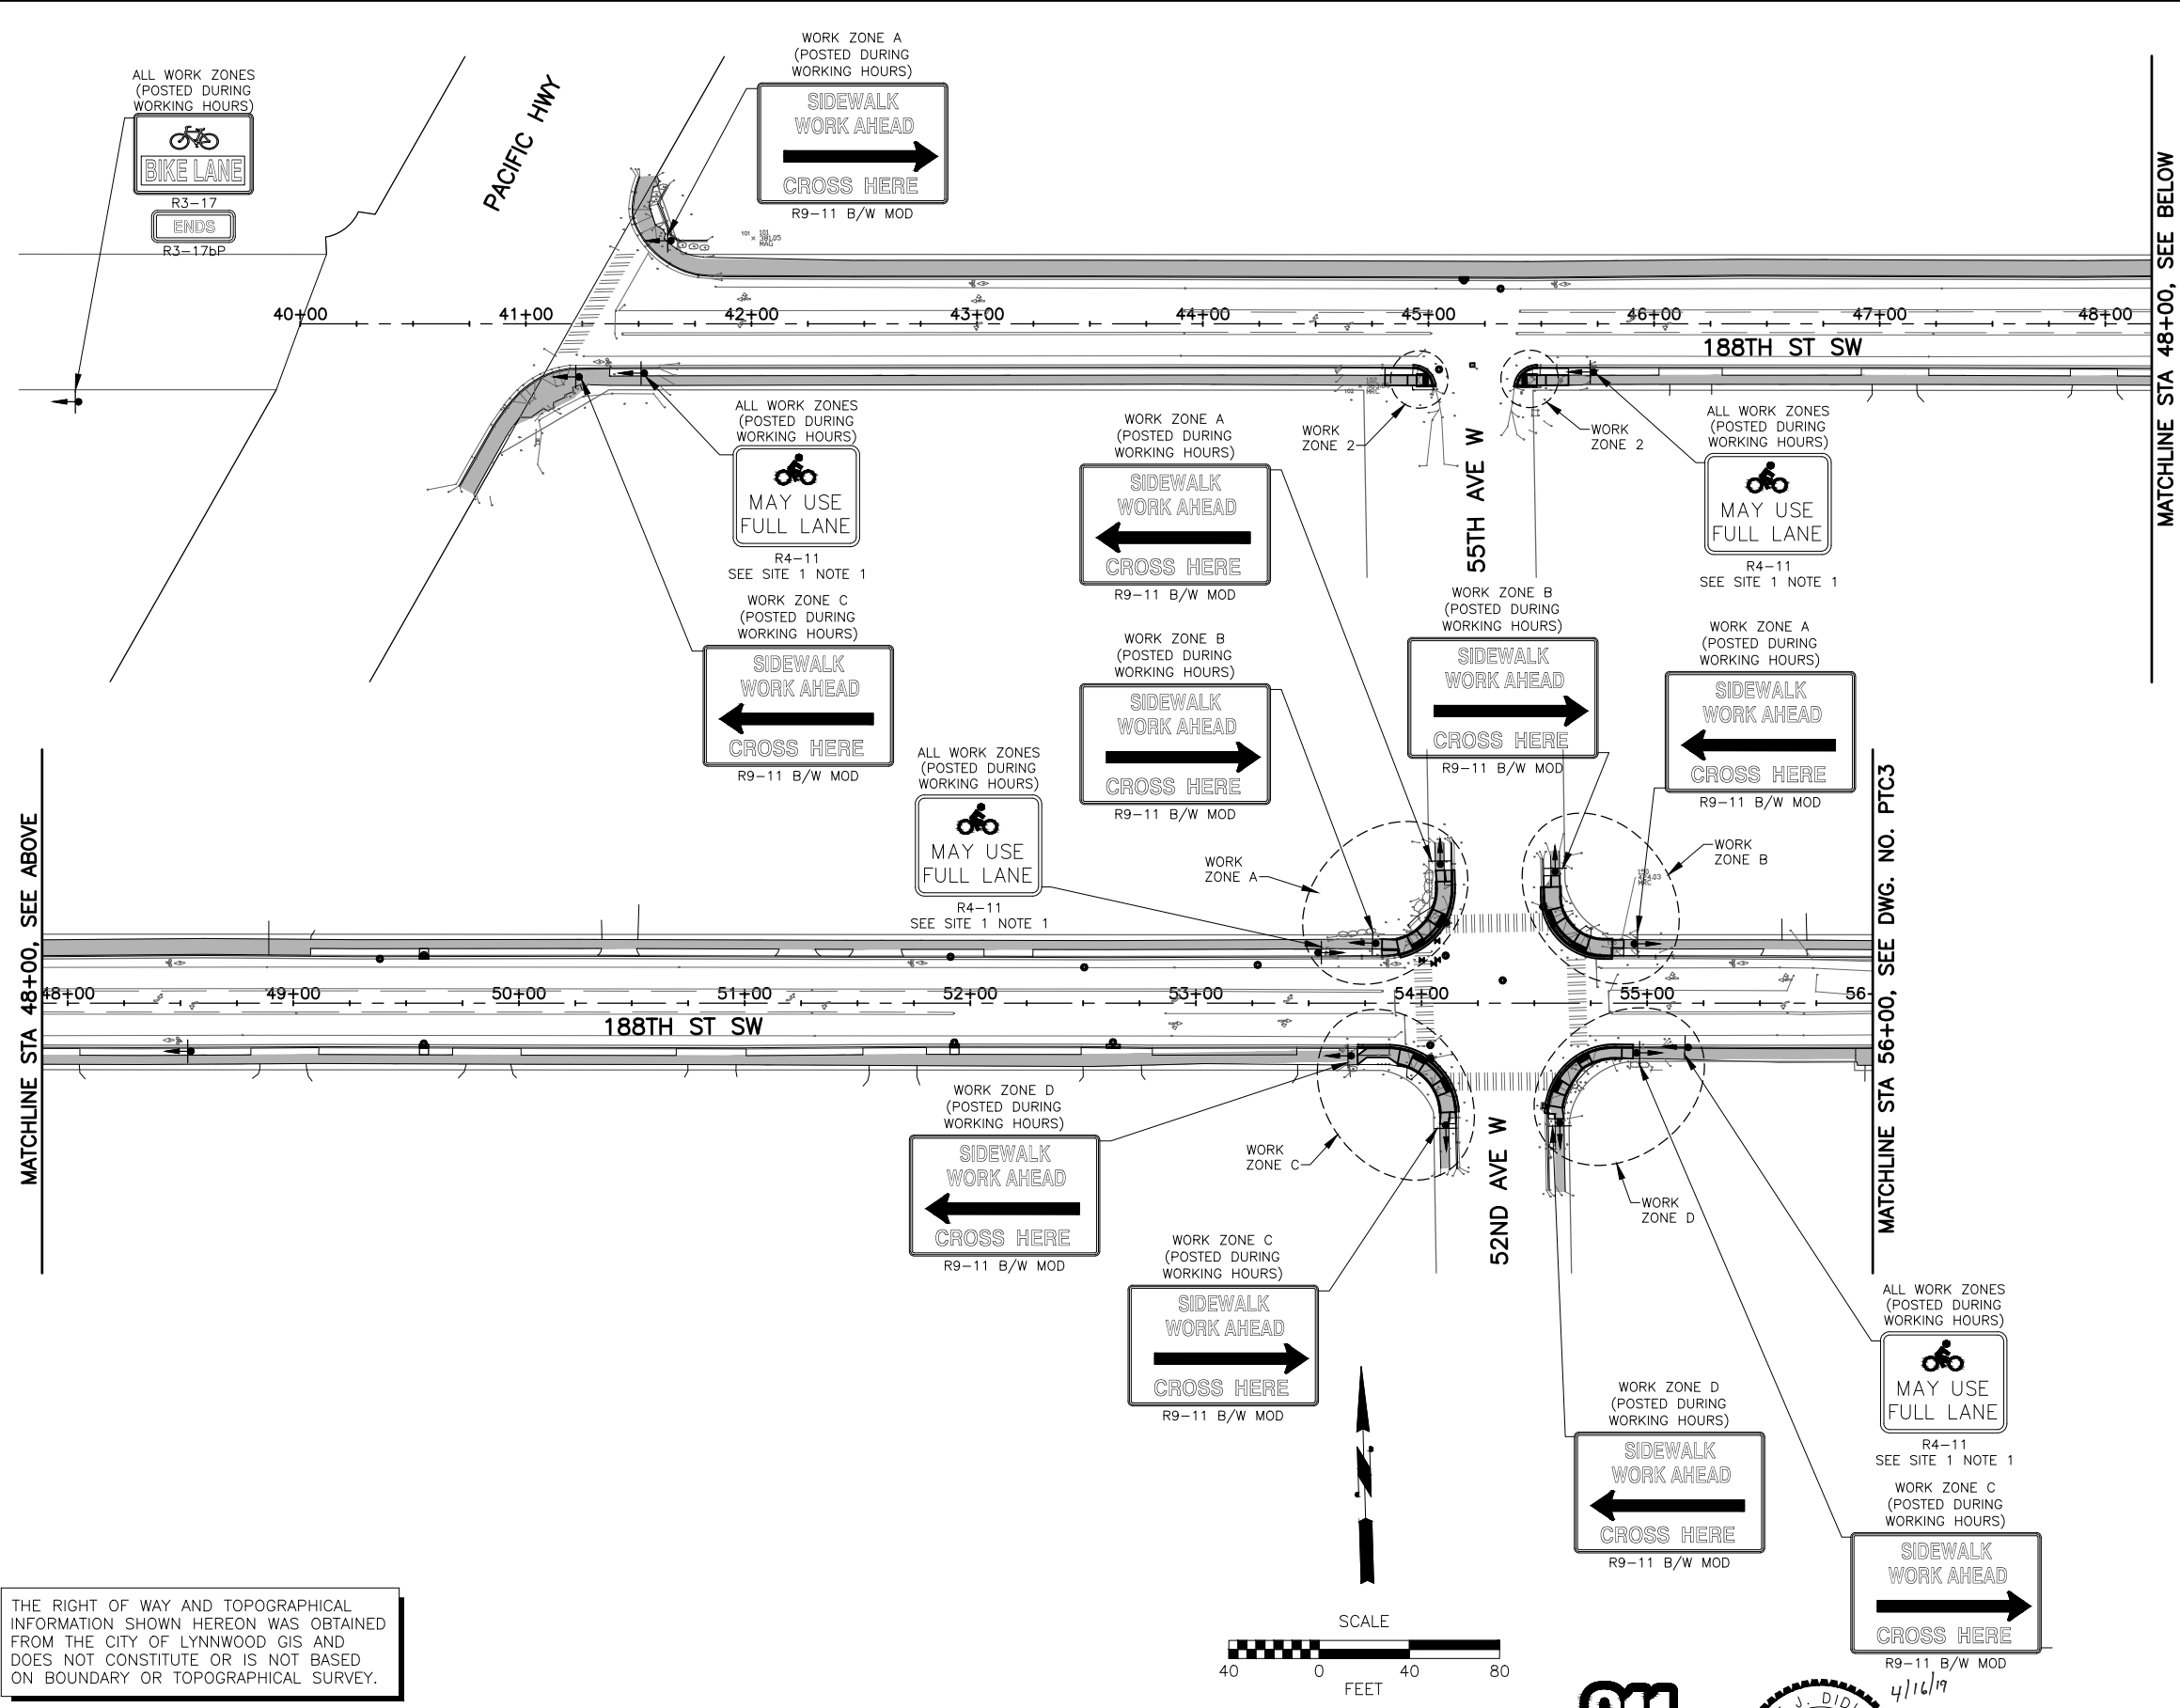 WORK ZONE A
(POSTED DURING
WORKING HOURS)
SIDEWALK
WORK AHEAD
CROSS HERE
R9-11 B/W MOD
ALL WORK ZONES
(POSTED DURING
WORKING HOURS)
BIKE LANE
R3-17
ENDS
R3-17bP
PACIFIC HWY
101
101
381.05
MAG
40+00
41+00
42+00
43+00
44+00
45+00
46+00
47+00
48+00
188TH ST SW
MATCHLINE STA 48+00, SEE BELOW
ALL WORK ZONES
(POSTED DURING
WORKING HOURS)
MAY USE
FULL LANE
R4-11
SEE SITE 1 NOTE 1
WORK ZONE C
(POSTED DURING
WORKING HOURS)
SIDEWALK
WORK AHEAD
CROSS HERE
R9-11 B/W MOD
WORK ZONE A
(POSTED DURING
WORKING HOURS)
SIDEWALK
WORK AHEAD
CROSS HERE
R9-11 B/W MOD
WORK
ZONE 2
55TH AVE W
WORK
ZONE 2
ALL WORK ZONES
(POSTED DURING
WORKING HOURS)
MAY USE
FULL LANE
R4-11
SEE SITE 1 NOTE 1
WORK ZONE B
(POSTED DURING
WORKING HOURS)
SIDEWALK
WORK AHEAD
CROSS HERE
R9-11 B/W MOD
WORK ZONE B
(POSTED DURING
WORKING HOURS)
SIDEWALK
WORK AHEAD
CROSS HERE
R9-11 B/W MOD
WORK ZONE A
(POSTED DURING
WORKING HOURS)
SIDEWALK
WORK AHEAD
CROSS HERE
R9-11 B/W MOD
ALL WORK ZONES
(POSTED DURING
WORKING HOURS)
MAY USE
FULL LANE
R4-11
SEE SITE 1 NOTE 1
WORK
ZONE A
WORK
ZONE B
MATCHLINE STA 48+00, SEE ABOVE
48+00
49+00
50+00
51+00
52+00
53+00
54+00
55+00
56
188TH ST SW
MATCHLINE STA 56+00, SEE DWG. NO. PTC3
WORK ZONE D
(POSTED DURING
WORKING HOURS)
SIDEWALK
WORK AHEAD
CROSS HERE
R9-11 B/W MOD
WORK
ZONE C
52ND AVE W
WORK
ZONE D
WORK ZONE C
(POSTED DURING
WORKING HOURS)
SIDEWALK
WORK AHEAD
CROSS HERE
R9-11 B/W MOD
ALL WORK ZONES
(POSTED DURING
WORKING HOURS)
MAY USE
FULL LANE
R4-11
SEE SITE 1 NOTE 1
WORK ZONE D
(POSTED DURING
WORKING HOURS)
SIDEWALK
WORK AHEAD
CROSS HERE
R9-11 B/W MOD
WORK ZONE C
(POSTED DURING
WORKING HOURS)
SIDEWALK
WORK AHEAD
CROSS HERE
R9-11 B/W MOD
4/16/19
THE RIGHT OF WAY AND TOPOGRAPHICAL
INFORMATION SHOWN HEREON WAS OBTAINED
FROM THE CITY OF LYNNWOOD GIS AND
DOES NOT CONSTITUTE OR IS NOT BASED
ON BOUNDARY OR TOPOGRAPHICAL SURVEY.
SCALE
40 0 40 80
FEET